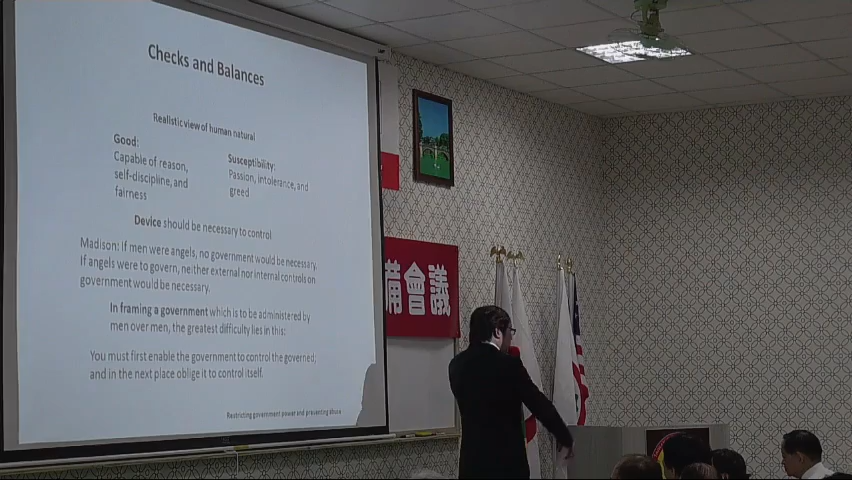 Checks and Balances
Realistic view of human natural
Good:
Capable of reason,
self-discipline, and
fairness
Susceptibility:
Passion, intolerance, and
greed
Device should be necessary to control
Madison: If men were angels, no government would be necessary.
If angels were to govern, neither external nor internal controls on
government would be necessary.
In framing a government which is to be administered by
men over men, the greatest difficulty lies in this:
You must first enable the government to control the governed;
and in the next place oblige it to control itself.
Restricting government power and preventing abuse
備會議